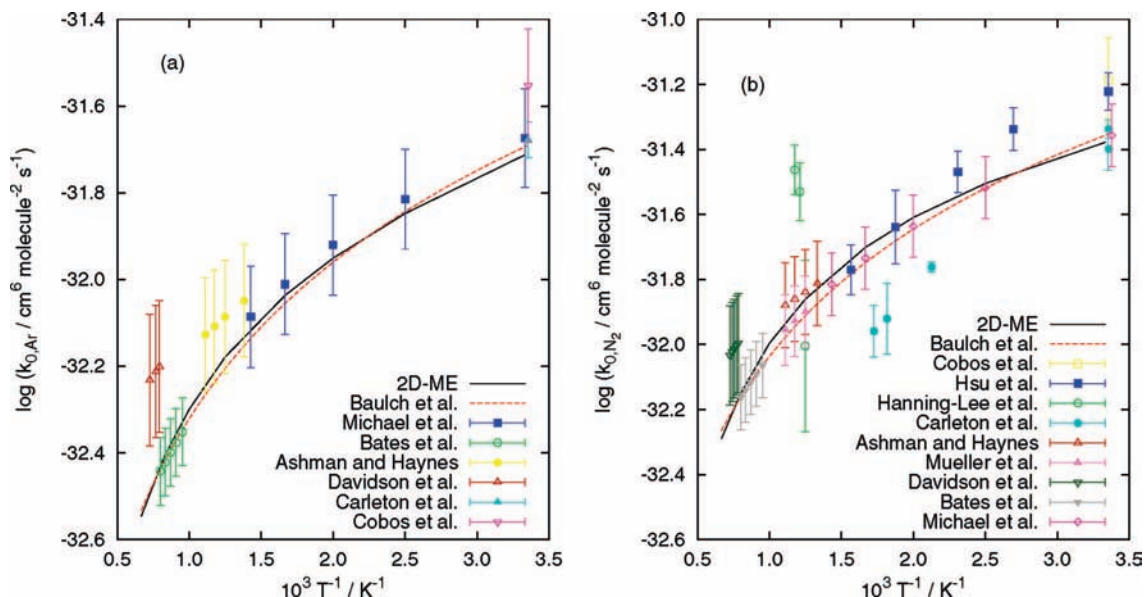 -31.4
-31.6
-31.8
-32.0
-32.2
-32.4
-32.6
log (k0,Ar / cm6 molecule-2 s-1)
(a)
2D-ME
Baulch et al.
Michael et al.
Bates et al.
Ashman and Haynes
Davidson et al.
Carleton et al.
Cobos et al.
0.5 1.0 1.5 2.0 2.5 3.0 3.5
10³ T⁻¹ / K⁻¹
-31.0
-31.2
-31.4
-31.6
-31.8
-32.0
-32.2
-32.4
-32.6
log (k0,N2 / cm6 molecule-2 s-1)
(b)
2D-ME
Baulch et al.
Cobos et al.
Hsu et al.
Hanning-Lee et al.
Carleton et al.
Ashman and Haynes
Mueller et al.
Davidson et al.
Bates et al.
Michael et al.
0.5 1.0 1.5 2.0 2.5 3.0 3.5
10³ T⁻¹ / K⁻¹